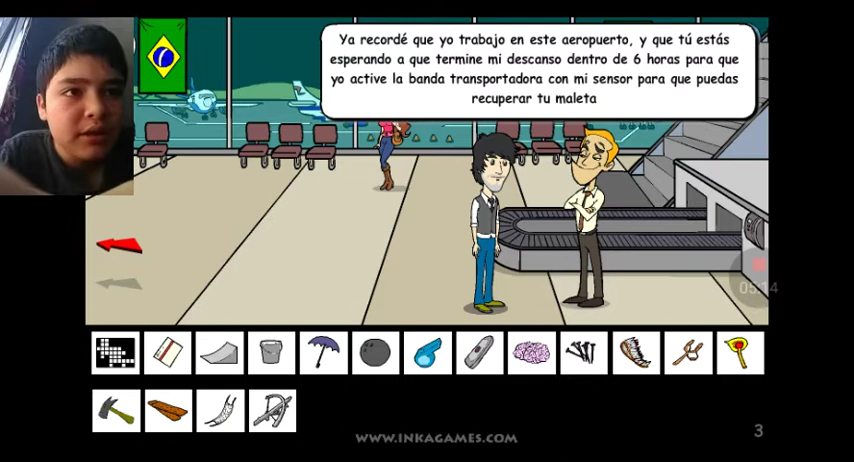 Ya recordé que yo trabajo en este aeropuerto, y que tú estás
esperando a que termine mi descanso dentro de 6 horas para que
yo active la banda transportadora con mi sensor para que puedas
recuperar tu maleta
05:14
3
WWW.INKAGAMES.COM